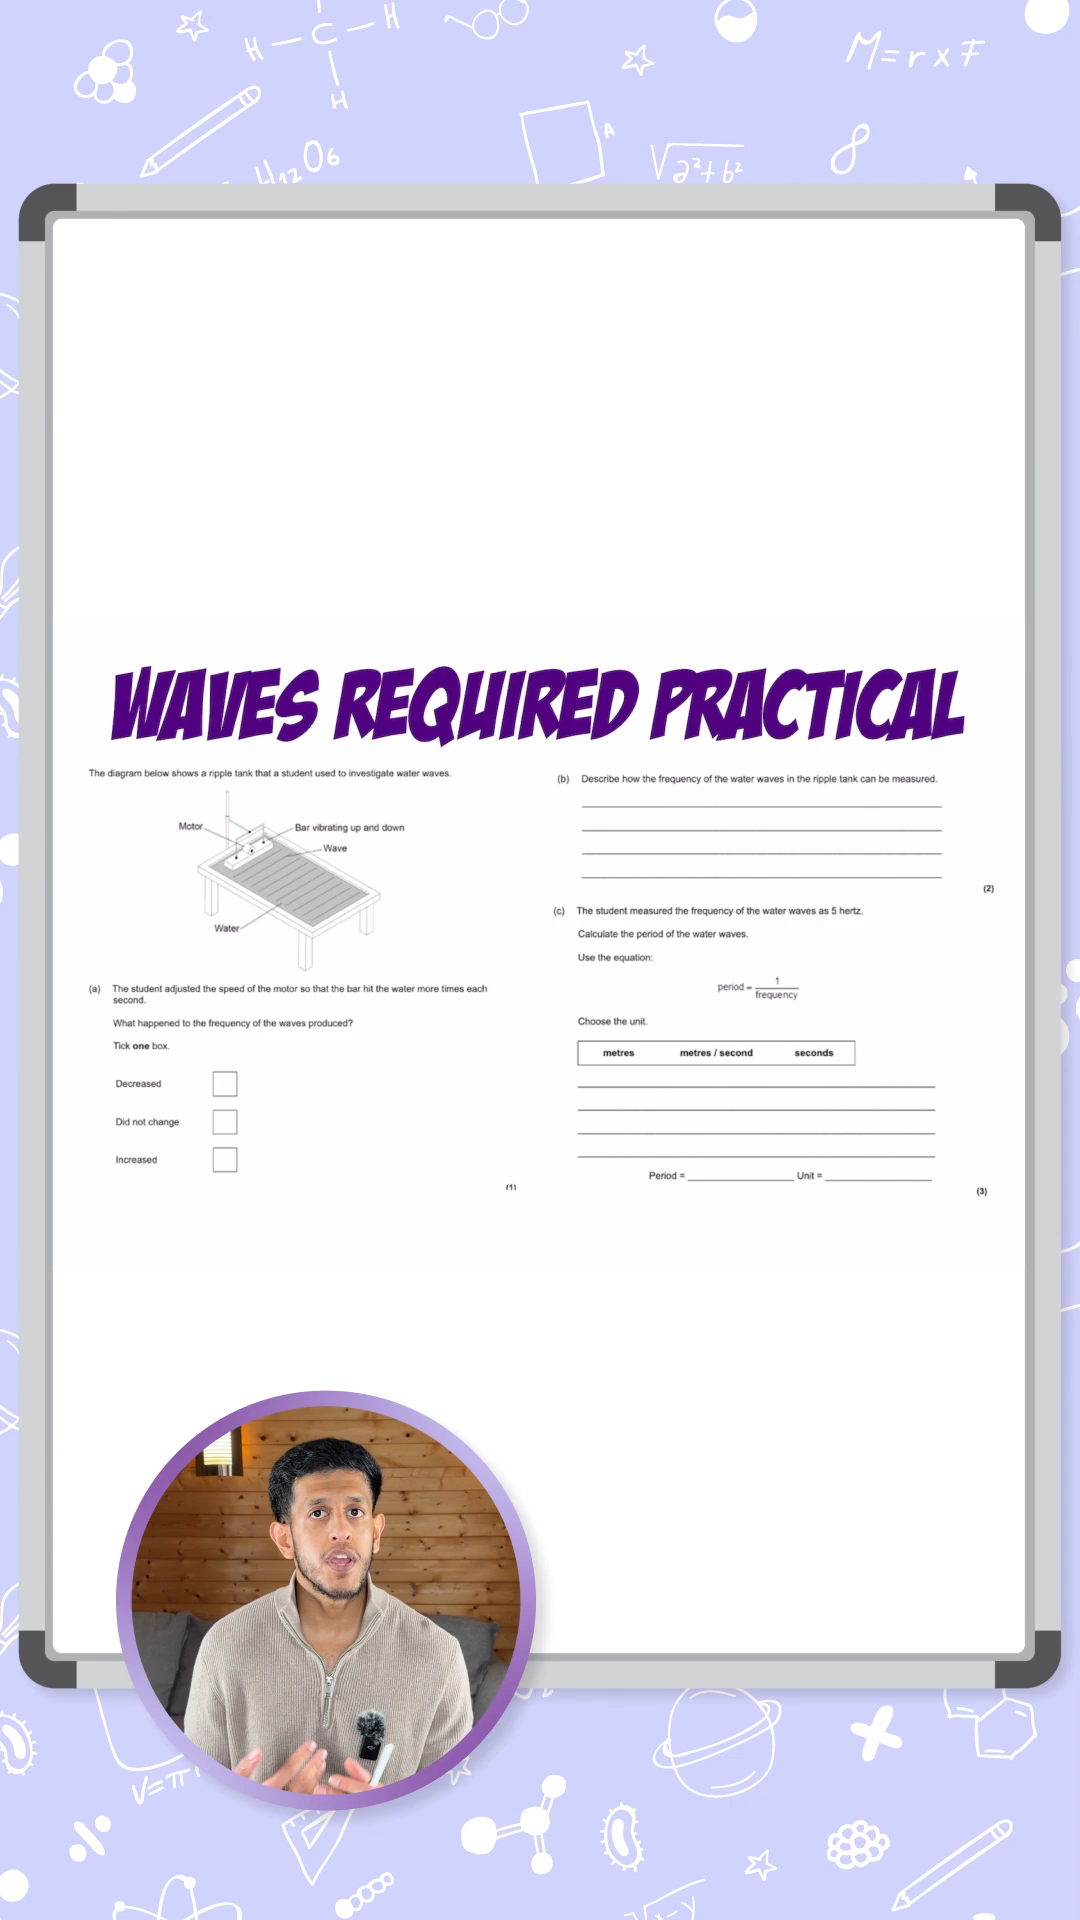 H
C
H
H
M=rxF
H12O6
A
√a²+b²
8
WAVES REQUIRED PRACTICAL
The diagram below shows a ripple tank that a student used to investigate water waves.
Motor
Bar vibrating up and down
Wave
Water
(a) The student adjusted the speed of the motor so that the bar hit the water more times each
second.
What happened to the frequency of the waves produced?
Tick one box.
Decreased
Did not change
Increased
(1)
(b) Describe how the frequency of the water waves in the ripple tank can be measured.
(2)
(c) The student measured the frequency of the water waves as 5 hertz.
Calculate the period of the water waves.
Use the equation:
period = 1
frequency
Choose the unit.
metres metres / second seconds
Period = Unit =
(3)
V=π